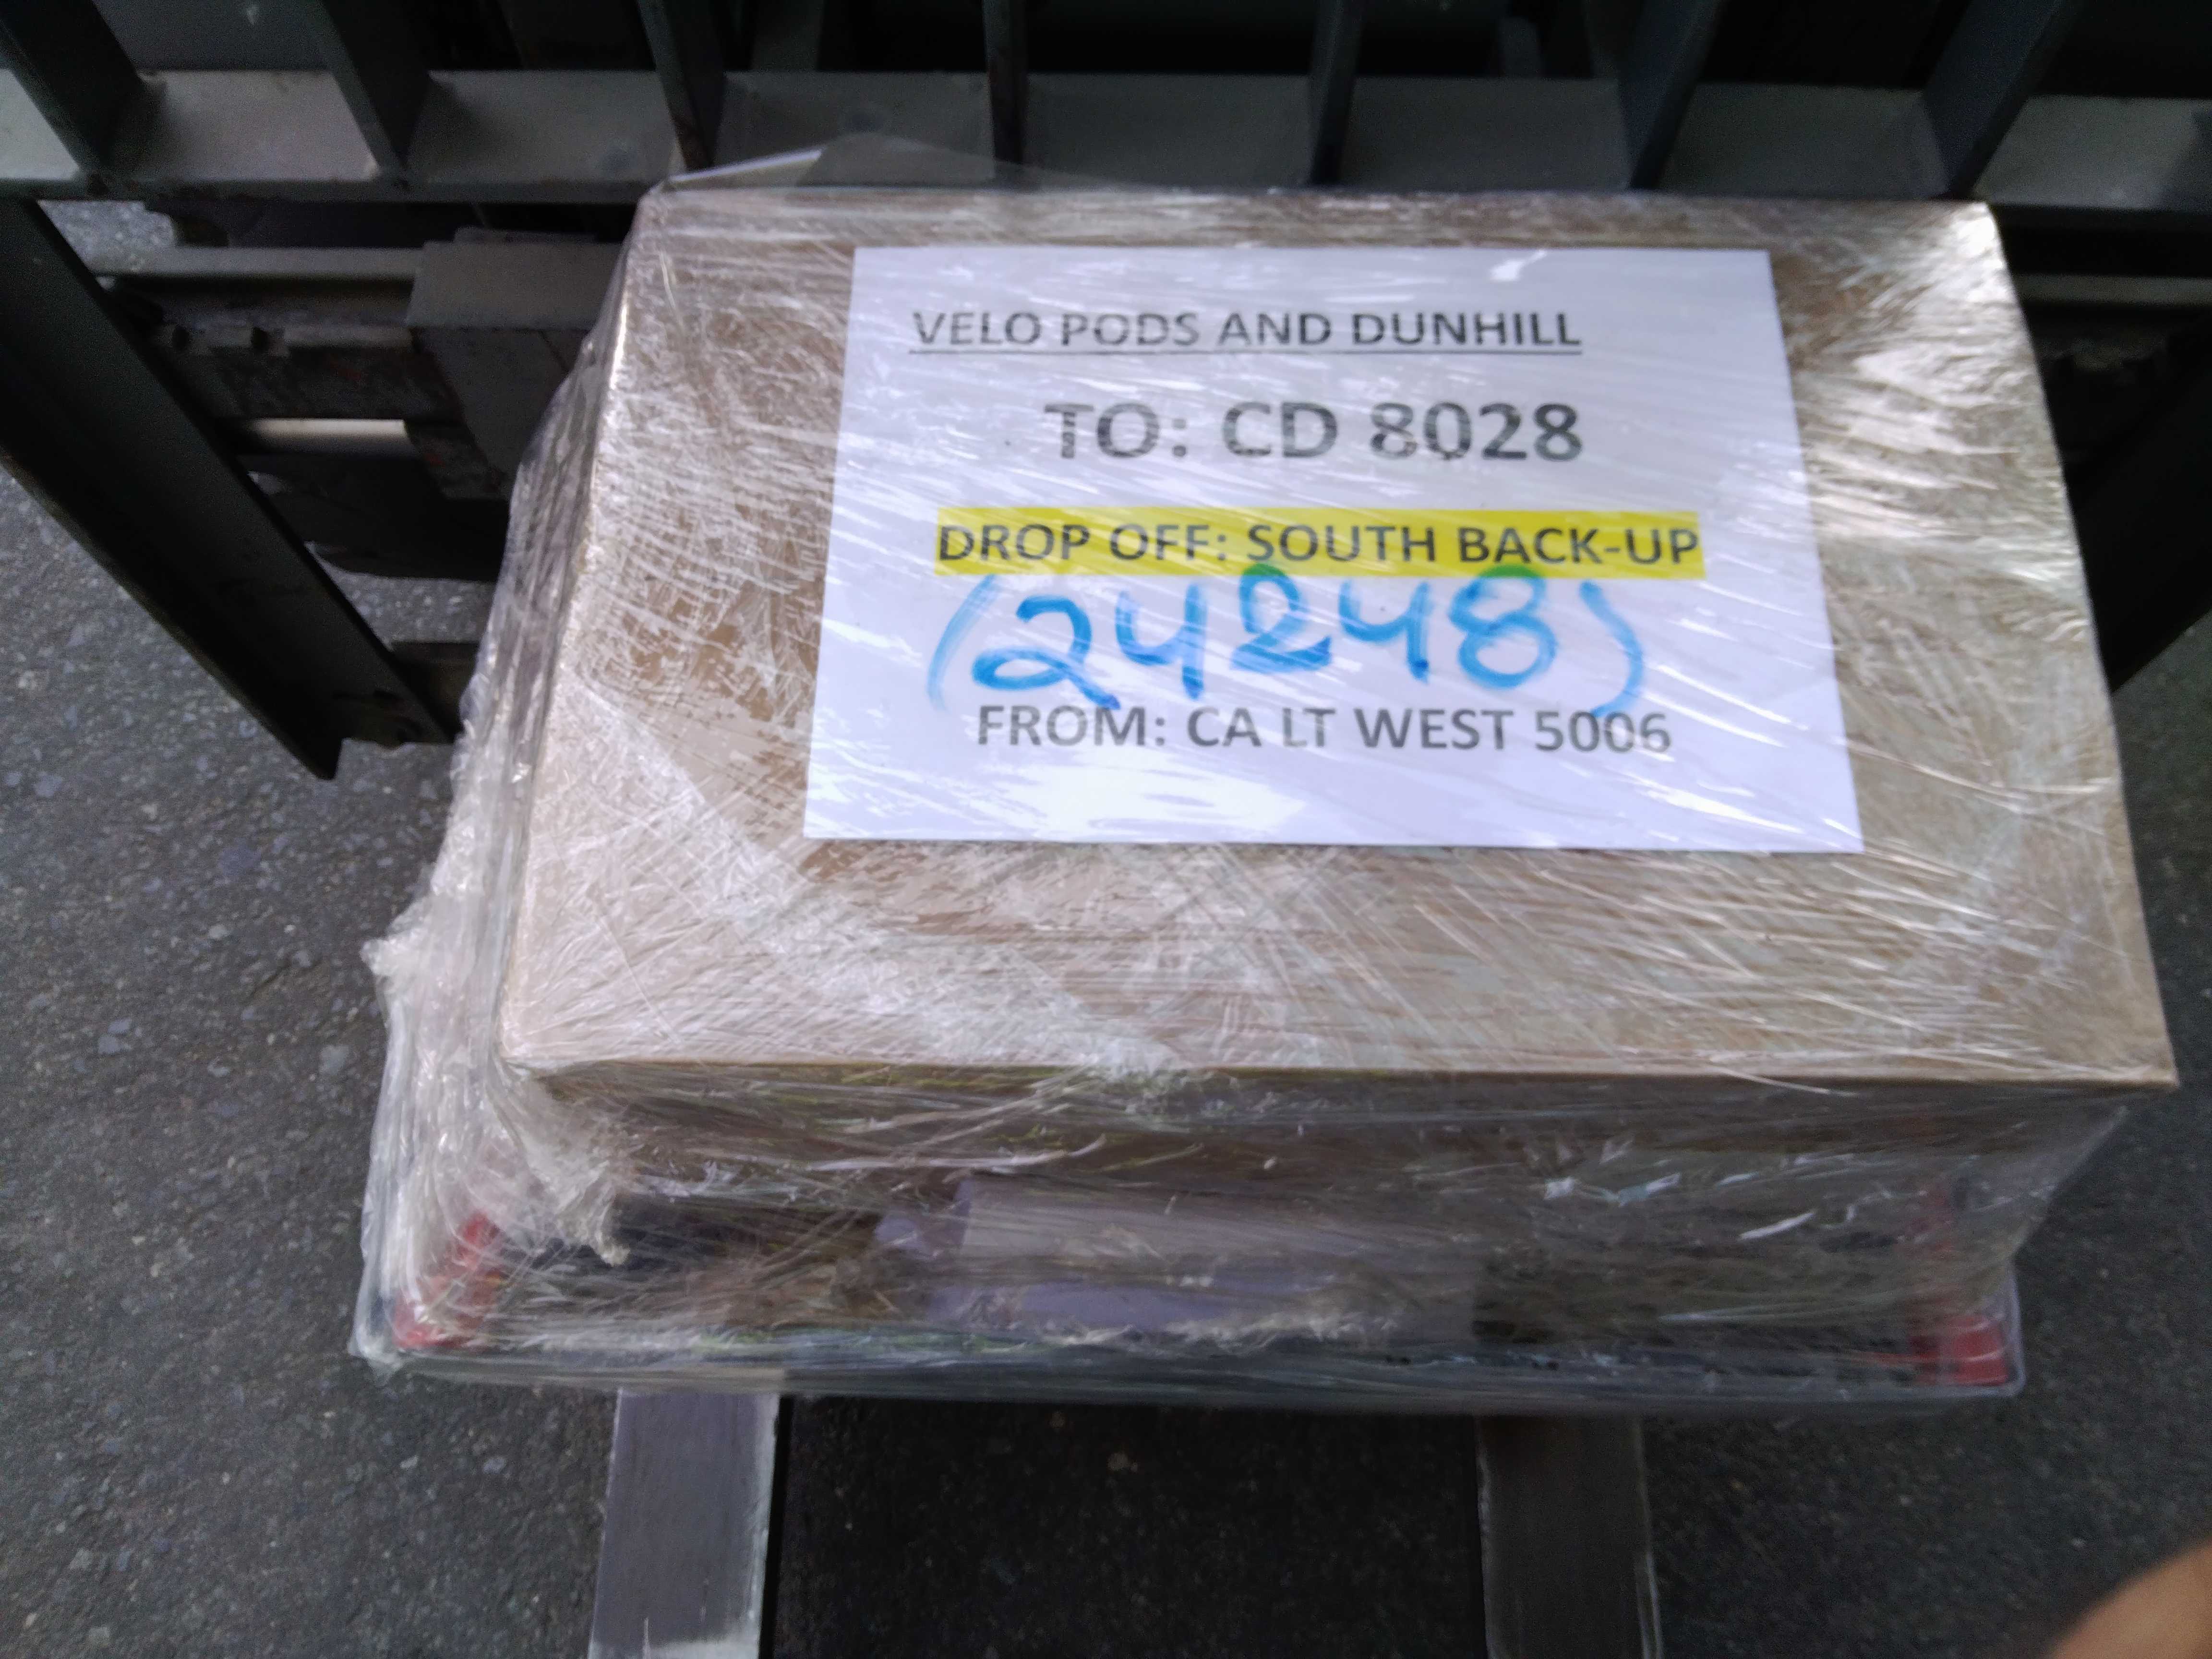 VELO PODS AND DUNHILL
TO: CD 8028
DROP OFF: SOUTH BACK-UP
(24248)
FROM: CA LT WEST 5006